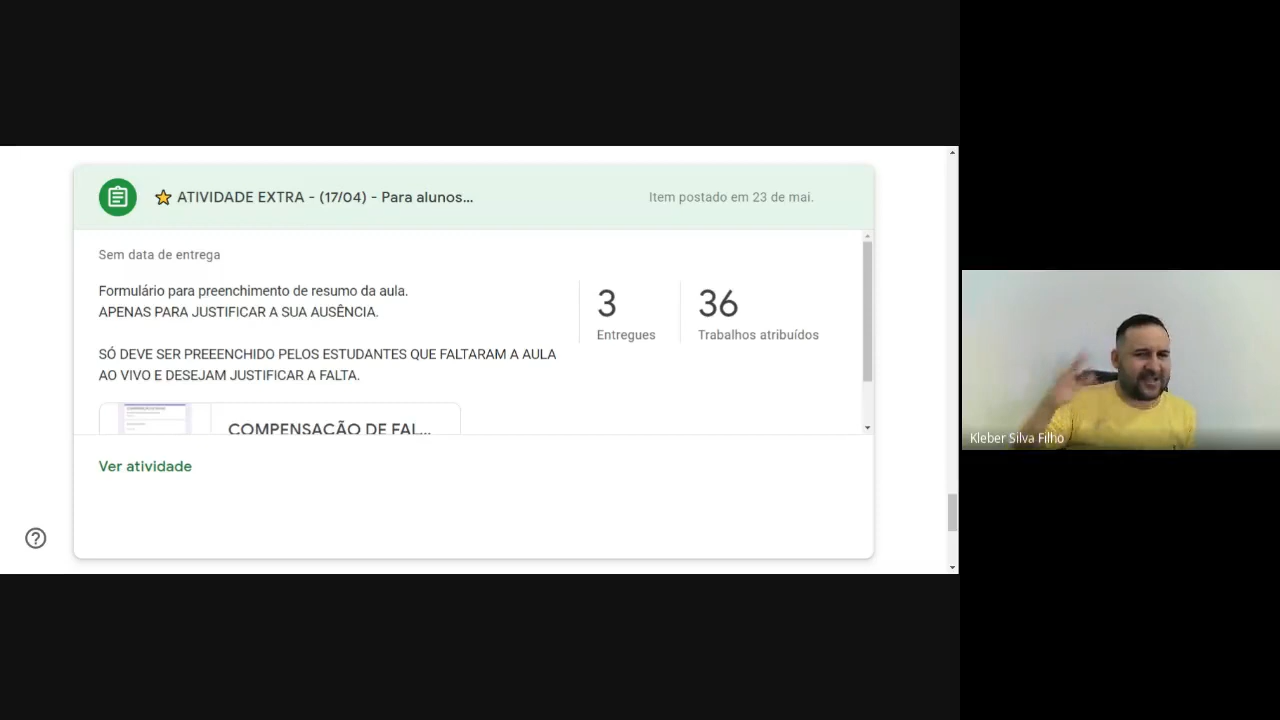 ATIVIDADE EXTRA - (17/04) - Para alunos...
Item postado em 23 de mai.
Sem data de entrega
Formulário para preenchimento de resumo da aula.
APENAS PARA JUSTIFICAR A SUA AUSÊNCIA.
SÓ DEVE SER PREEENCHIDO PELOS ESTUDANTES QUE FALTARAM A AULA
AO VIVO E DESEJAM JUSTIFICAR A FALTA.
3
Entregues
36
Trabalhos atribuídos
COMPENSAÇÃO DE FAL...
Ver atividade
Kleber Silva Filho